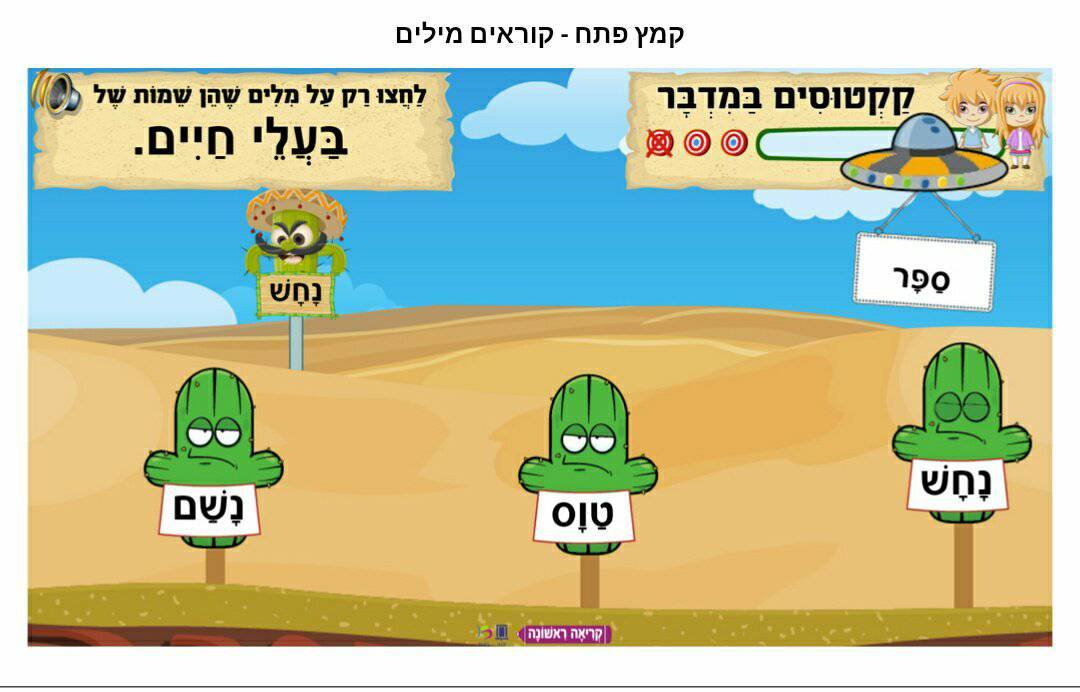 קמץ פתח - קוראים מילים
קַקְטוּסִים בַּמִדְבָּר
לַחֲצוּ רַק עַל מִלִים שֶׁהֵן שֵׁמוֹת שֶׁל
בַּעֲלֵי חַיִים.
סַפָּר
נָחָשׁ
נָחָשׁ
טַוָס
נָשַׁם
קְרִיאָה רִאשׁוֹנָה